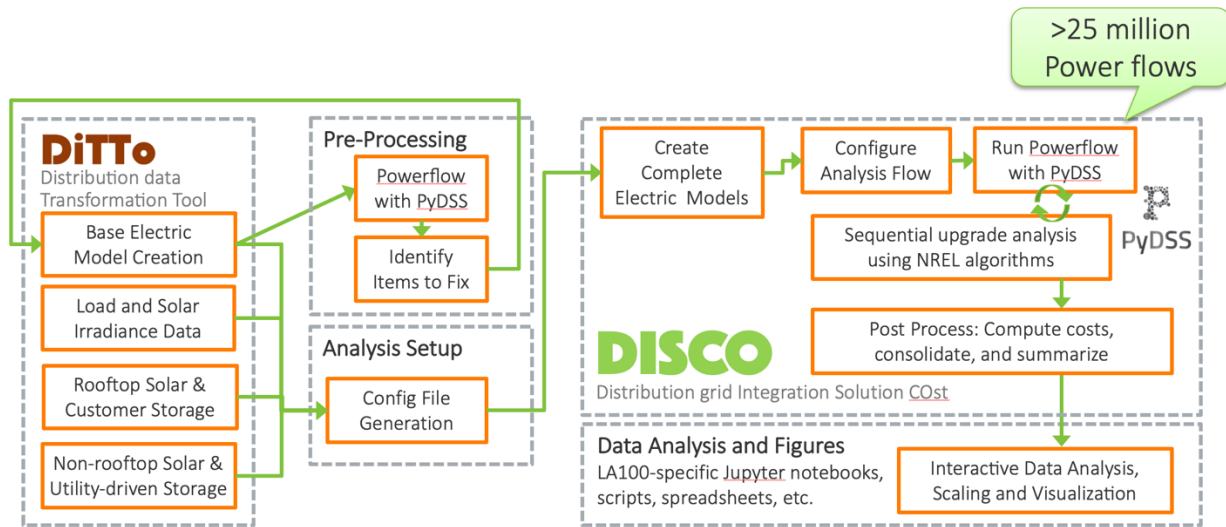 >25 million
Power flows
DiTTo
Distribution data
Transformation Tool
Base Electric
Model Creation
Load and Solar
Irradiance Data
Rooftop Solar &
Customer Storage
Non-rooftop Solar &
Utility-driven Storage
Pre-Processing
Powerflow
with PyDSS
Identify
Items to Fix
Analysis Setup
Config File
Generation
Create
Complete
Electric Models
Configure
Analysis Flow
Run Powerflow
with PyDSS
PyDSS
Sequential upgrade analysis
using NREL algorithms
Post Process: Compute costs,
consolidate, and summarize
DISCO
Distribution grid Integration Solution COst
Data Analysis and Figures
LA100-specific Jupyter notebooks,
scripts, spreadsheets, etc.
Interactive Data Analysis,
Scaling and Visualization